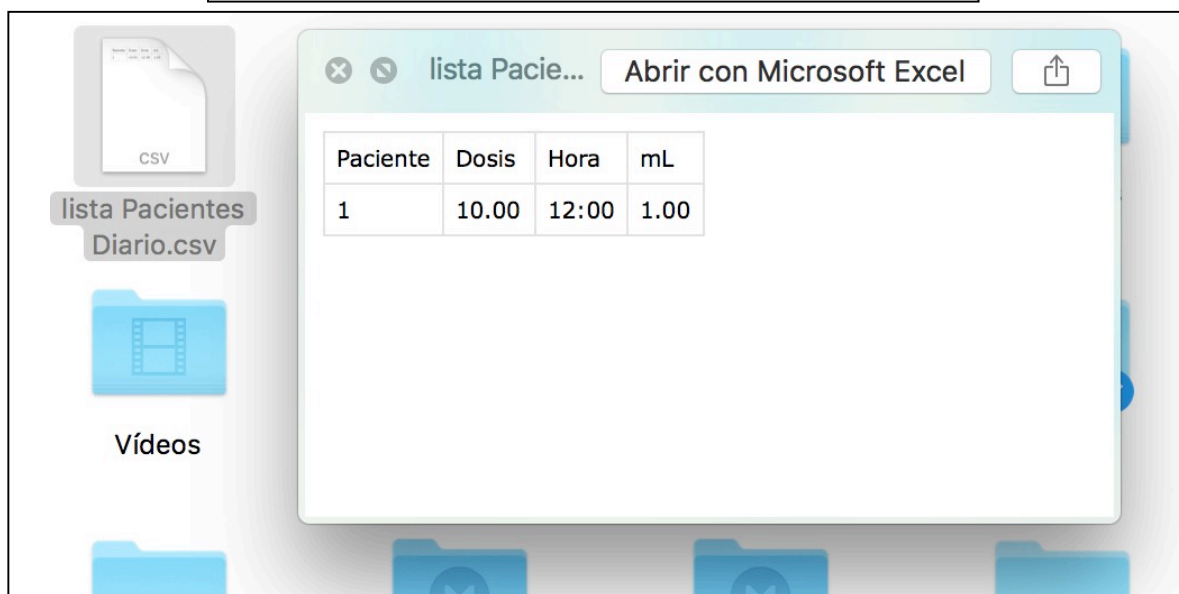 lista Pacie...
Abrir con Microsoft Excel
Paciente Dosis Hora mL
1 10.00 12:00 1.00
CSV
lista Pacientes
Diario.csv
Vídeos